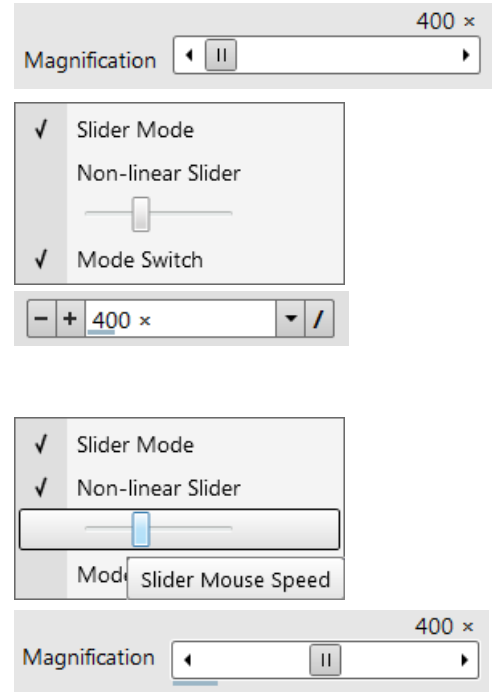 400 ×
Magnification
Slider Mode
Non-linear Slider
Mode Switch
400 ×
Slider Mode
Non-linear Slider
Mod Slider Mouse Speed
400 ×
Magnification